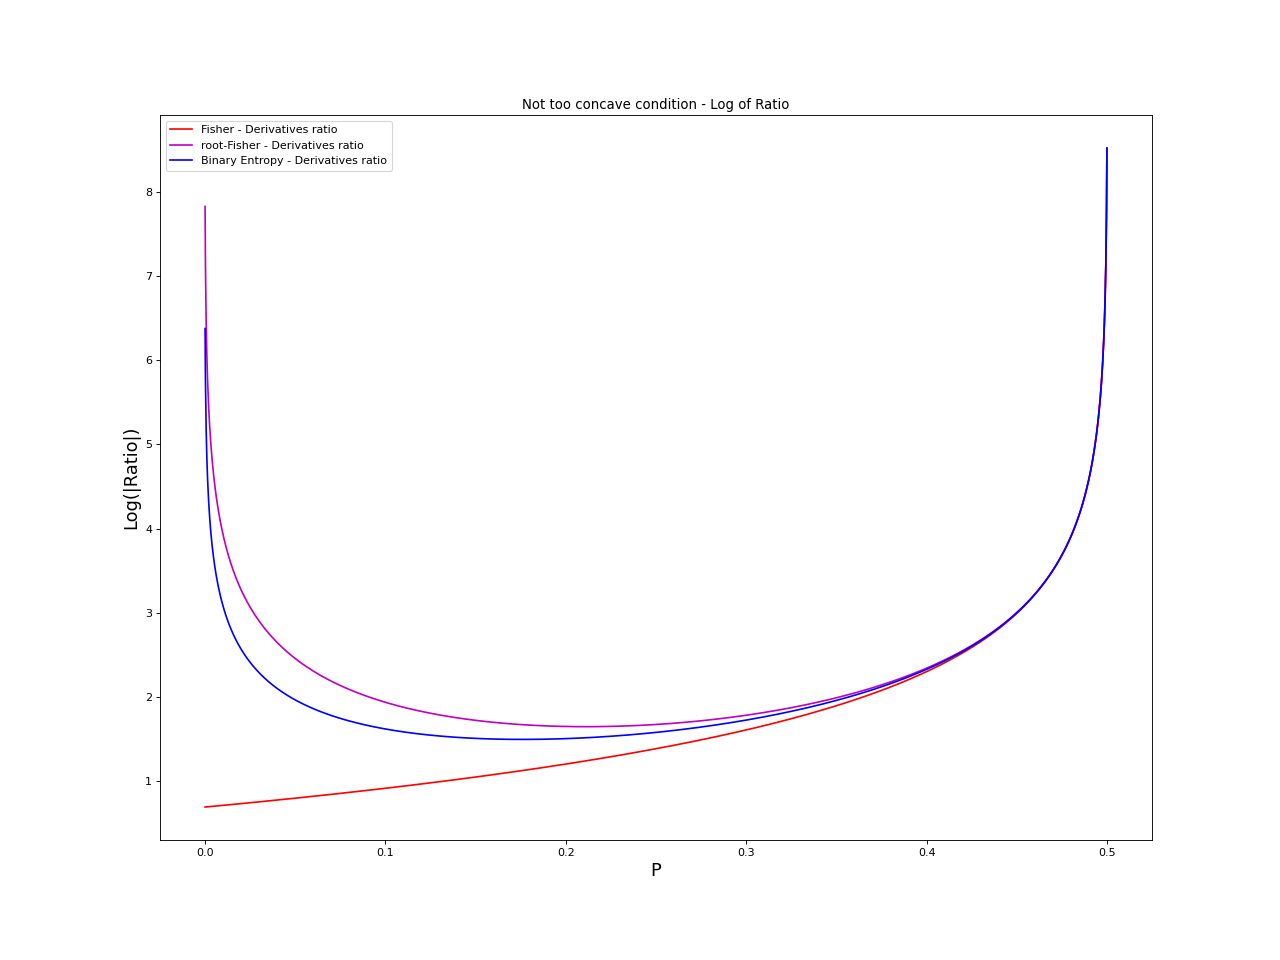 Not too concave condition - Log of Ratio
Fisher - Derivatives ratio
root-Fisher - Derivatives ratio
Binary Entropy - Derivatives ratio
8
7
6
5
4
3
2
1
Log(|Ratio|)
0.0 0.1 0.2 0.3 0.4 0.5
P